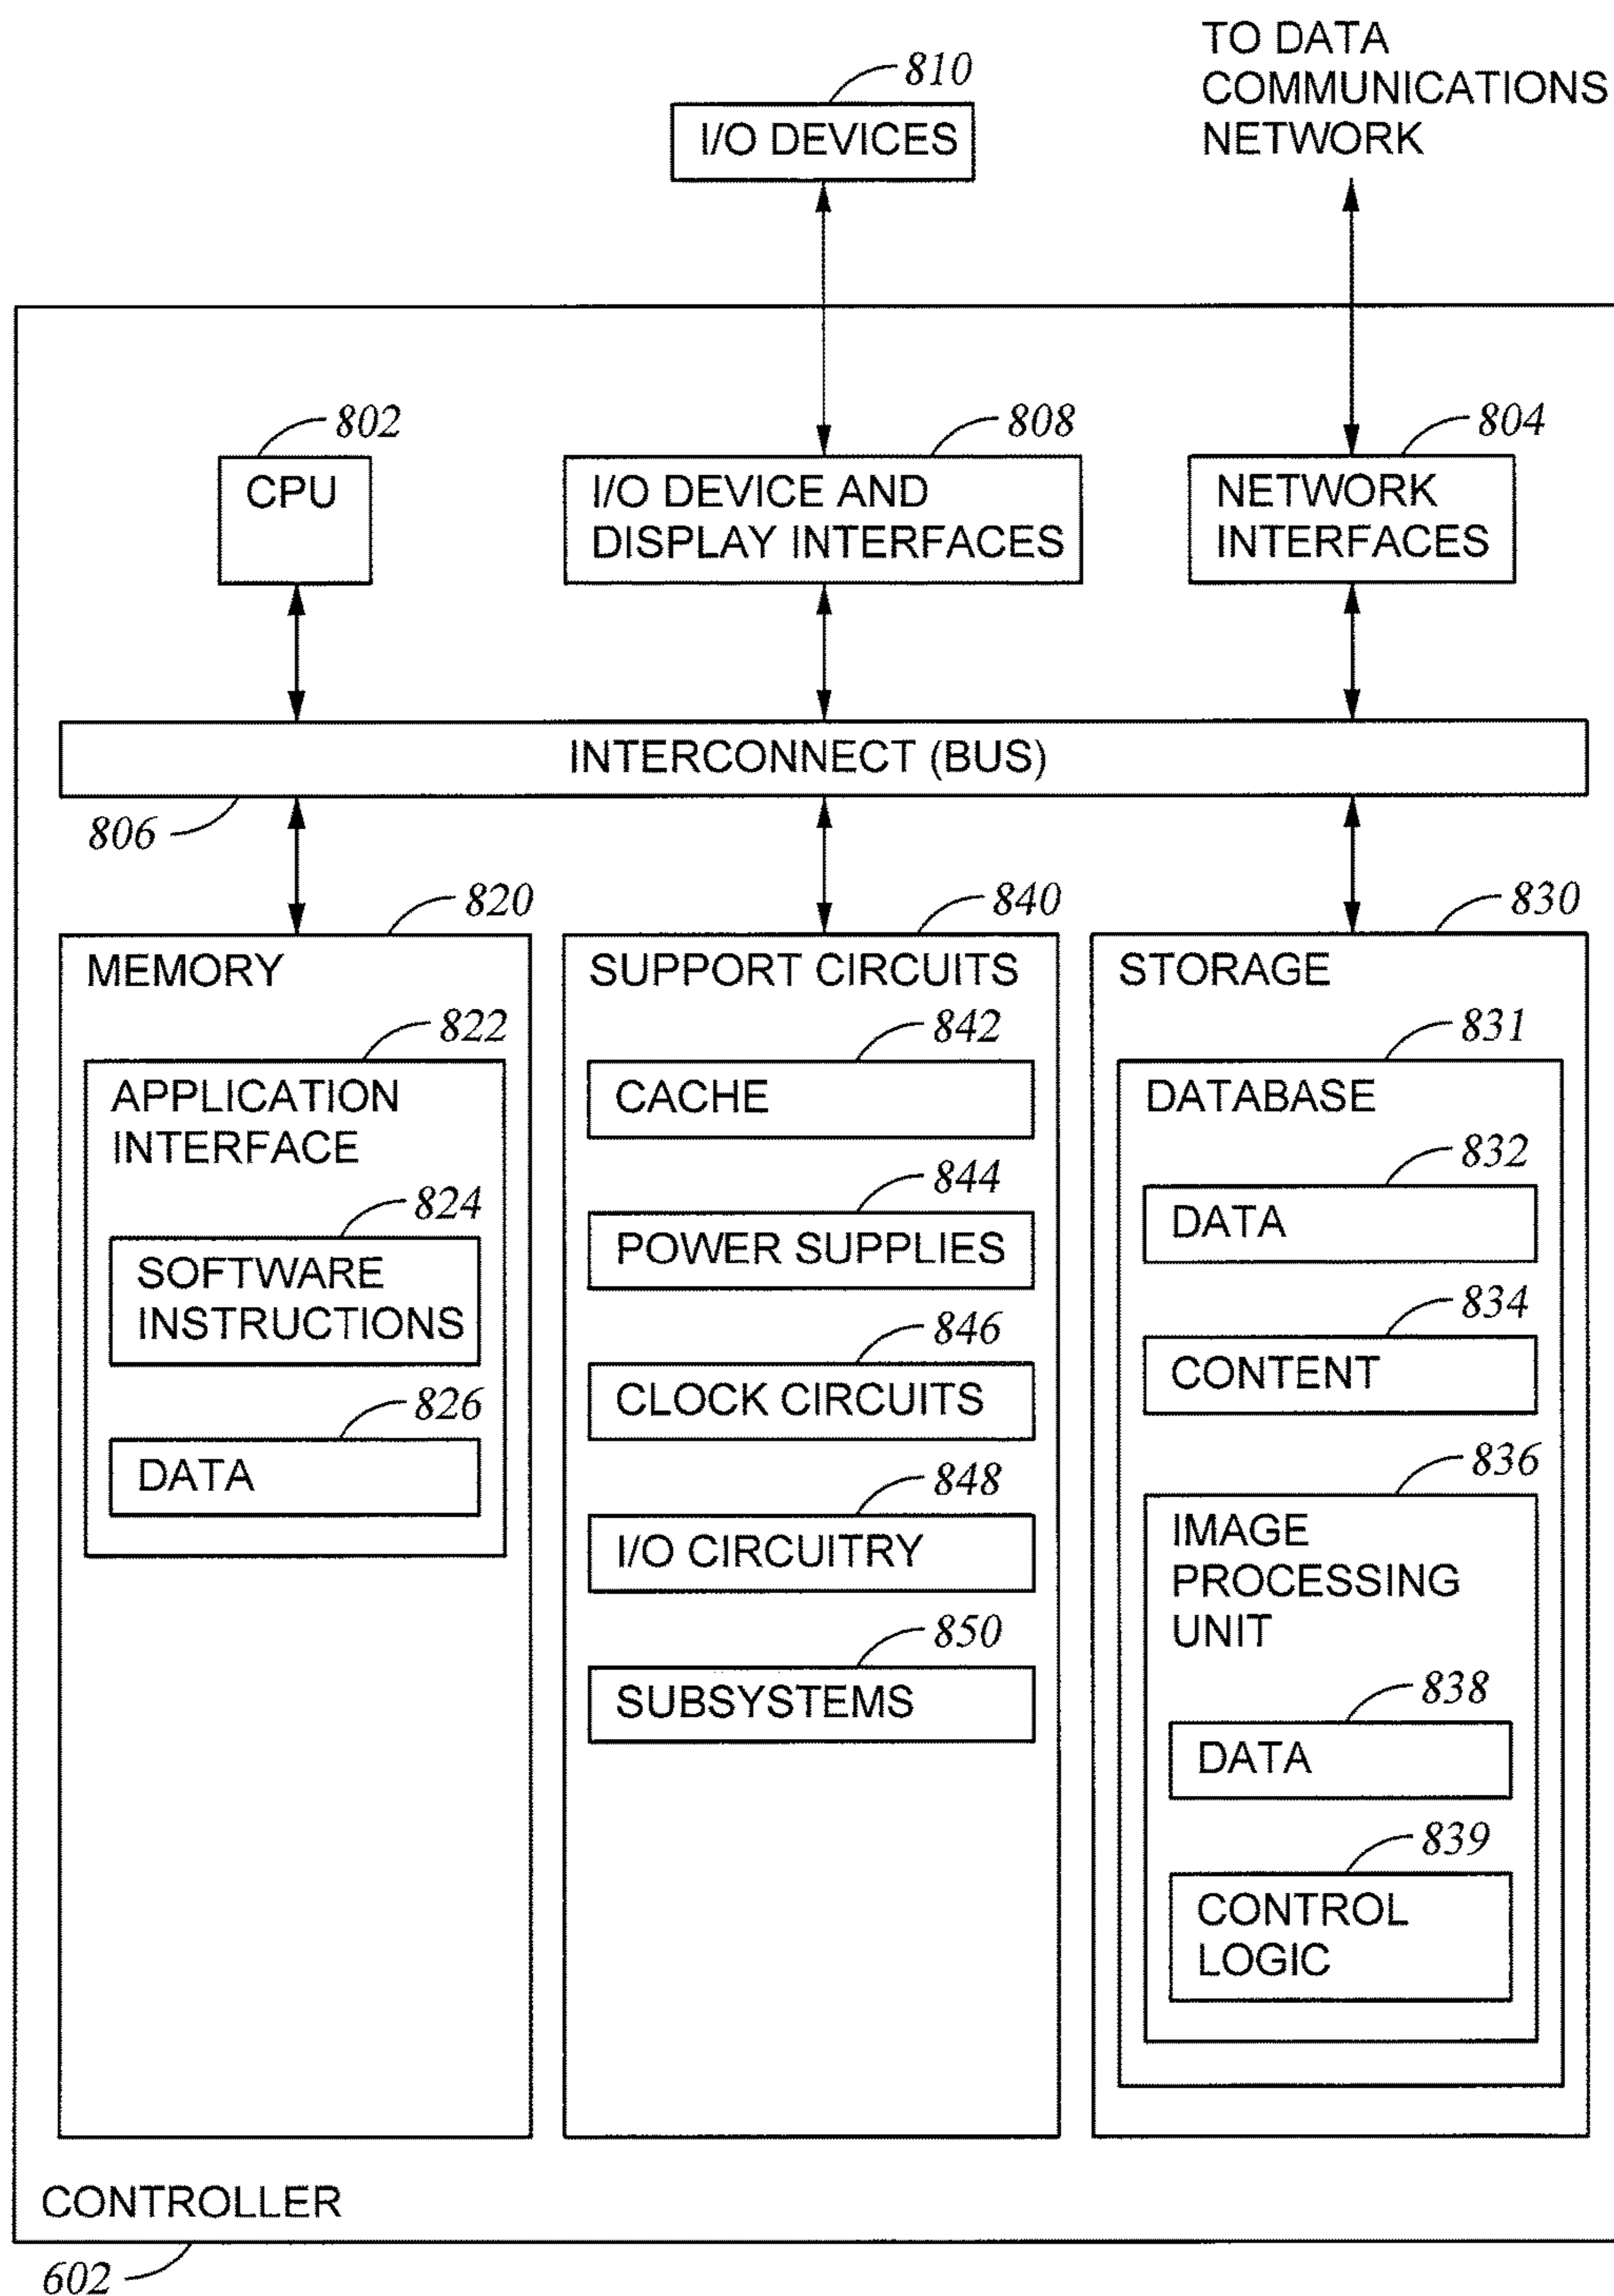 TO DATA
COMMUNICATIONS
NETWORK
810
I/O DEVICES
802
CPU
808
I/O DEVICE AND
DISPLAY INTERFACES
804
NETWORK
INTERFACES
INTERCONNECT (BUS)
806
820
MEMORY
822
APPLICATION
INTERFACE
824
SOFTWARE
INSTRUCTIONS
826
DATA
840
SUPPORT CIRCUITS
842
CACHE
844
POWER SUPPLIES
846
CLOCK CIRCUITS
848
I/O CIRCUITRY
850
SUBSYSTEMS
830
STORAGE
831
DATABASE
832
DATA
834
CONTENT
836
IMAGE
PROCESSING
UNIT
838
DATA
839
CONTROL
LOGIC
CONTROLLER
602